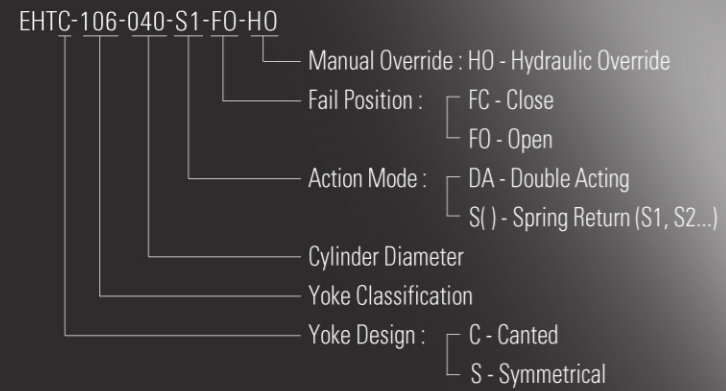 EHTC-106-040-S1-FO-HO
Manual Override : HO - Hydraulic Override
Fail Position : FC - Close
FO - Open
Action Mode : DA - Double Acting
S( ) - Spring Return (S1, S2...)
Cylinder Diameter
Yoke Classification
Yoke Design : C - Canted
S - Symmetrical